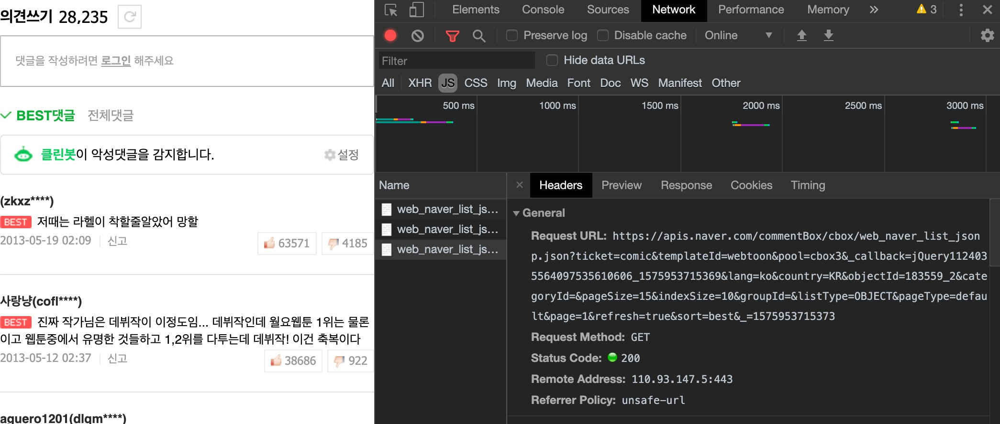 의견쓰기 28,235
댓글을 작성하려면 로그인 해주세요
BEST댓글 전체댓글
클린봇이 악성댓글을 감지합니다. 설정
(zkxz****)
BEST 저때는 라헬이 착할줄알았어 망할
2013-05-19 02:09 신고 63571 4185
사랑냥(cofl****)
BEST 진짜 작가님은 데뷔작이 이정도임... 데뷔작인데 월요웹툰 1위는 물론
이고 웹툰중에서 유명한 것들하고 1,2위를 다투는데 데뷔작! 이건 축복이다
2013-05-12 02:37 신고 38686 922
aguero1201(dlqm****)
Elements Console Sources Network Performance Memory 3
Preserve log Disable cache Online
Filter Hide data URLs
All XHR JS CSS Img Media Font Doc WS Manifest Other
500 ms 1000 ms 1500 ms 2000 ms 2500 ms 3000 ms
Name
web_naver_list_js...
web_naver_list_js...
web_naver_list_js...
Headers Preview Response Cookies Timing
General
Request URL: https://apis.naver.com/commentBox/cbox/web_naver_list_json
p.json?ticket=comic&templateId=webtoon&pool=cbox3&_callback=jQuery112403
5564097535610606_1575953715369&lang=ko&country=KR&objectId=183559_2&cate
goryId=&pageSize=15&indexSize=10&groupId=&listType=OBJECT&pageType=defau
lt&page=1&refresh=true&sort=best&_=1575953715373
Request Method: GET
Status Code: 200
Remote Address: 110.93.147.5:443
Referrer Policy: unsafe-url